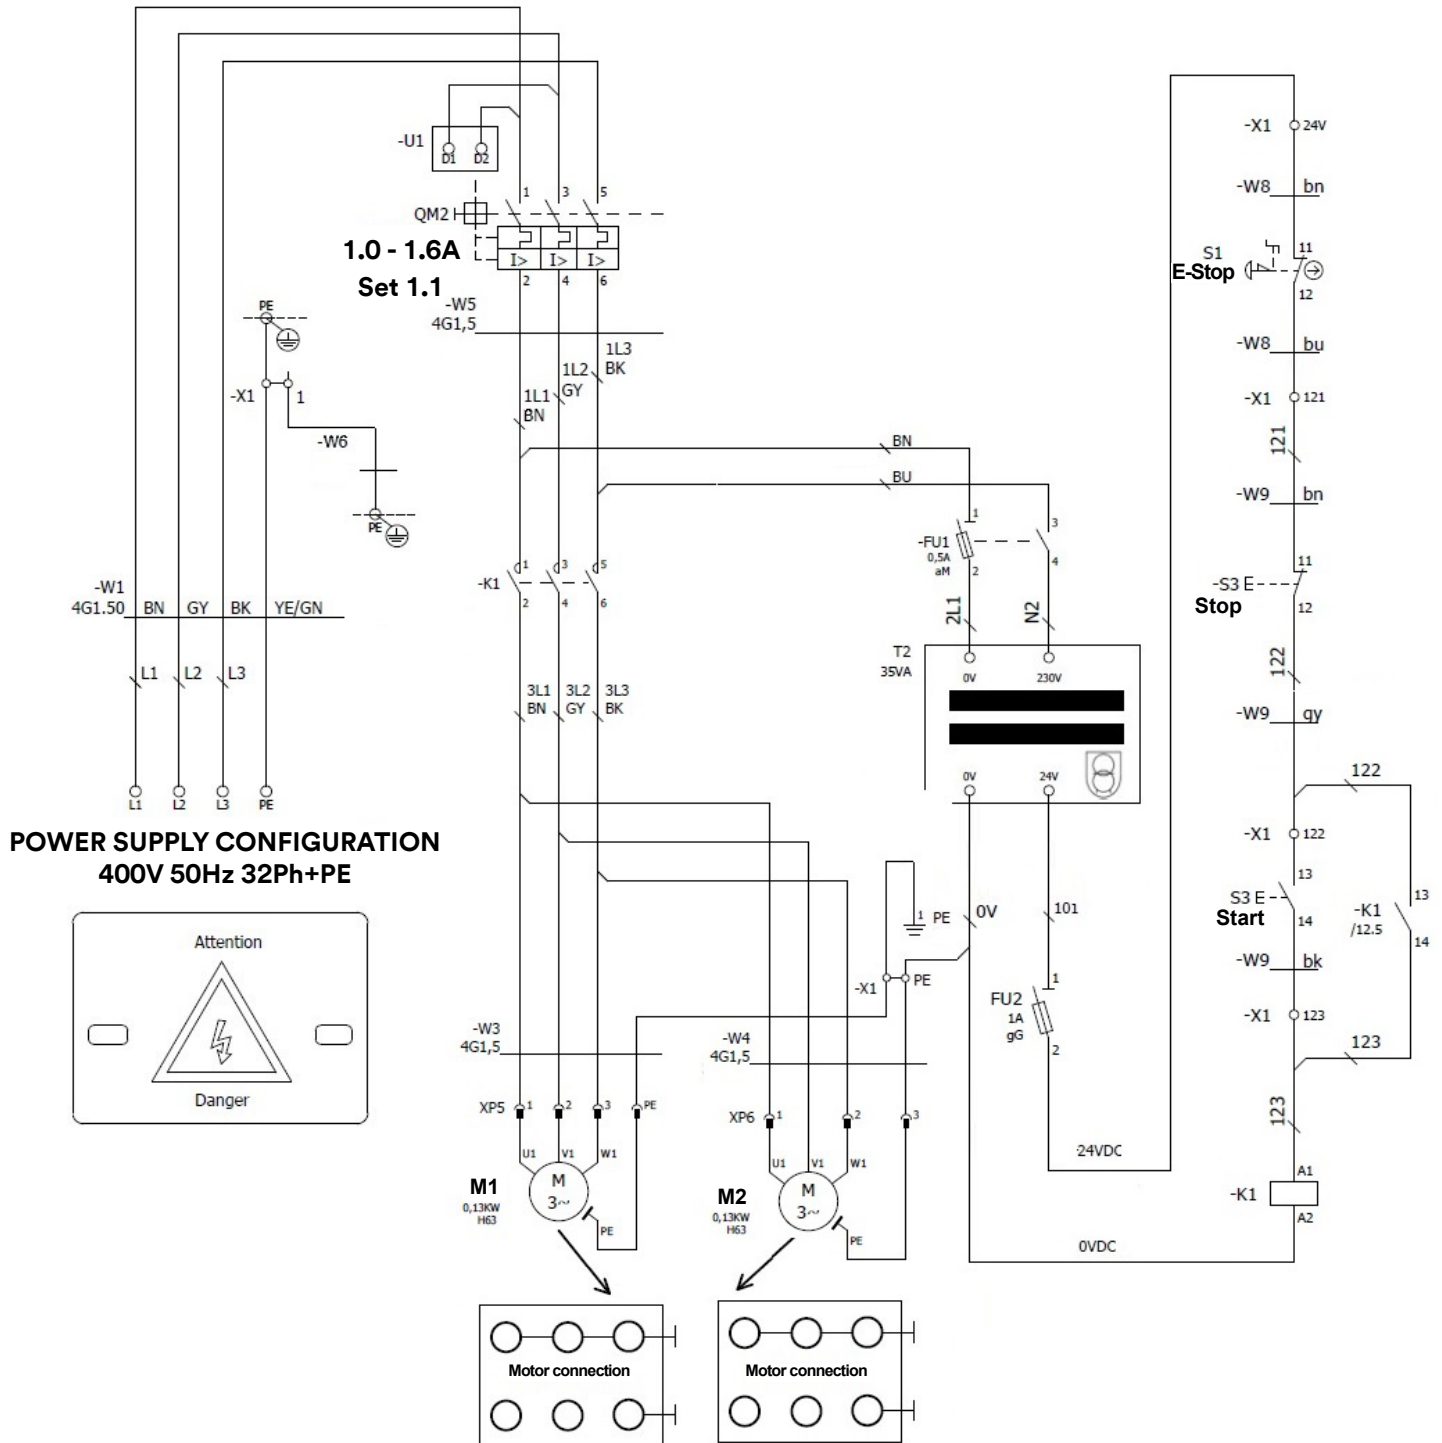 -X1 24V
-W8 bn
-U1
D1 D2
1 3 5
QM2
1.0 - 1.6A
I> I> I>
Set 1.1
2 4 6
S1
11
E-Stop
12
-W5
4G1,5
PE
-W8 bu
1L3
BK
1L2
GY
1L1
BN
-X1 1
-X1 121
-W6
121
BN
BU
-W9 bn
PE
1 3
-FU1
0,5A
aM
2 4
-K1
1 3 5
2 4 6
11
-S3 E
Stop
12
-W1
4G1.50 BN GY BK YE/GN
2L1 N2
T2
35VA
0V 230V
122
L1 L2 L3
3L1 3L2 3L3
BN GY BK
-W9 gy
0V 24V
122
L1 L2 L3 PE
POWER SUPPLY CONFIGURATION
400V 50Hz 32Ph+PE
-X1 122
13
S3 E
Start
14
-K1
/12.5
13
14
1 PE
0V
101
-W9 bk
Attention
Danger
-X1 PE
FU2
1A
gG
1
2
-X1 123
123
-W3
4G1,5
-W4
4G1,5
XP5 1 2 3 PE
XP6 1 2 3
123
U1 V1 W1
M
3~
M1
0,13KW
H63
PE
U1 V1 W1
M
3~
M2
0,13KW
H63
PE
24VDC
A1
-K1
A2
0VDC
Motor connection
Motor connection